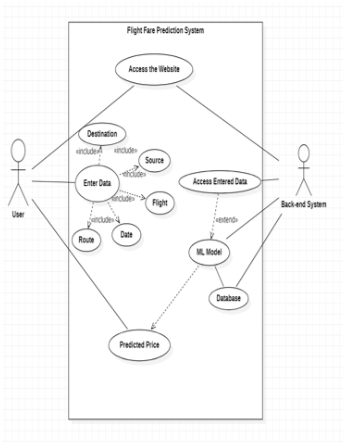 Flight Fare Prediction System
Access the Website
Destination
«include»
«include»
Source
Enter Data
Access Entered Data
«include»
Flight
User
Back-end System
«include»
«extend»
Route
Date
ML Model
Database
Predicted Price